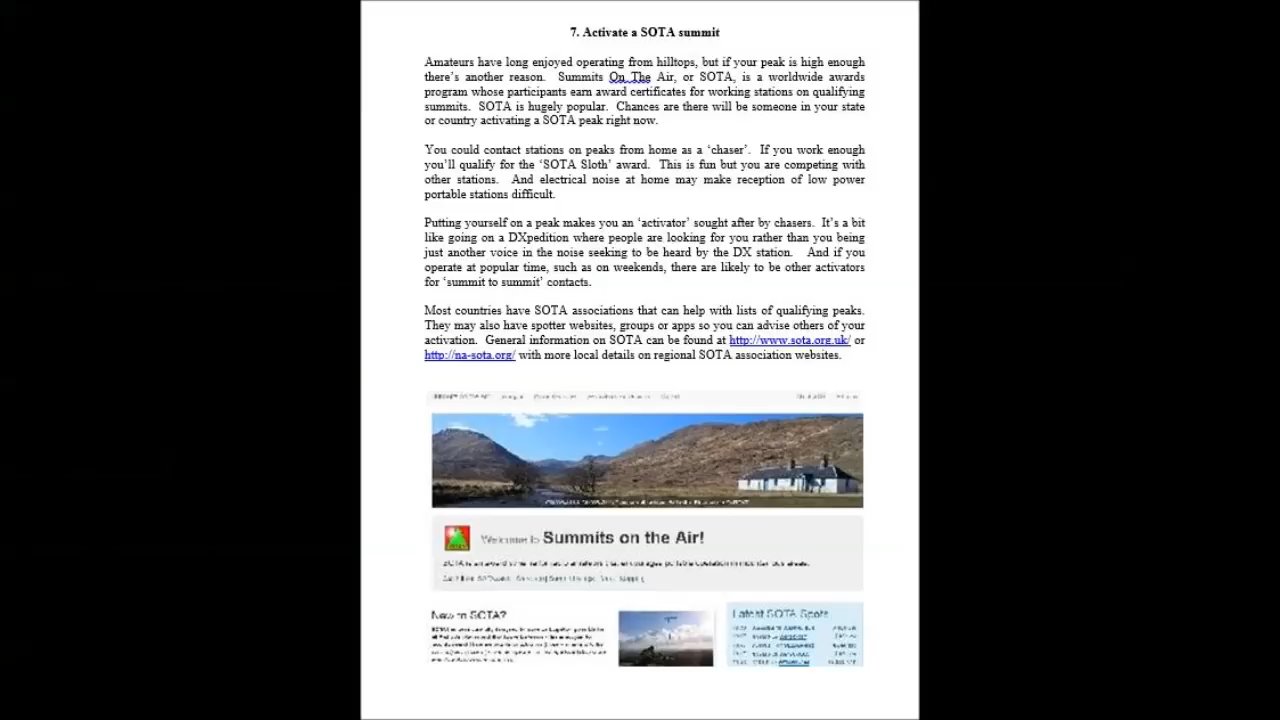 7. Activate a SOTA summit
Amateurs have long enjoyed operating from hilltops, but if your peak is high enough
there's another reason. Summits On The Air, or SOTA, is a worldwide awards
program whose participants earn award certificates for working stations on qualifying
summits. SOTA is hugely popular. Chances are there will be someone in your state
or country activating a SOTA peak right now.
You could contact stations on peaks from home as a 'chaser'. If you work enough
you'll qualify for the 'SOTA Sloth' award. This is fun but you are competing with
other stations. And electrical noise at home may make reception of low power
portable stations difficult.
Putting yourself on a peak makes you an 'activator' sought after by chasers. It's a bit
like going on a DXpedition where people are looking for you rather than you being
just another voice in the noise seeking to be heard by the DX station. And if you
operate at popular time, such as on weekends, there are likely to be other activators
for 'summit to summit' contacts.
Most countries have SOTA associations that can help with lists of qualifying peaks.
They may also have spotter websites, groups or apps so you can advise others of your
activation. General information on SOTA can be found at http://www.sota.org.uk/ or
http://na-sota.org/ with more local details on regional SOTA association websites.
Welcome to Summits on the Air!
New to SOTA?
Latest SOTA Spots